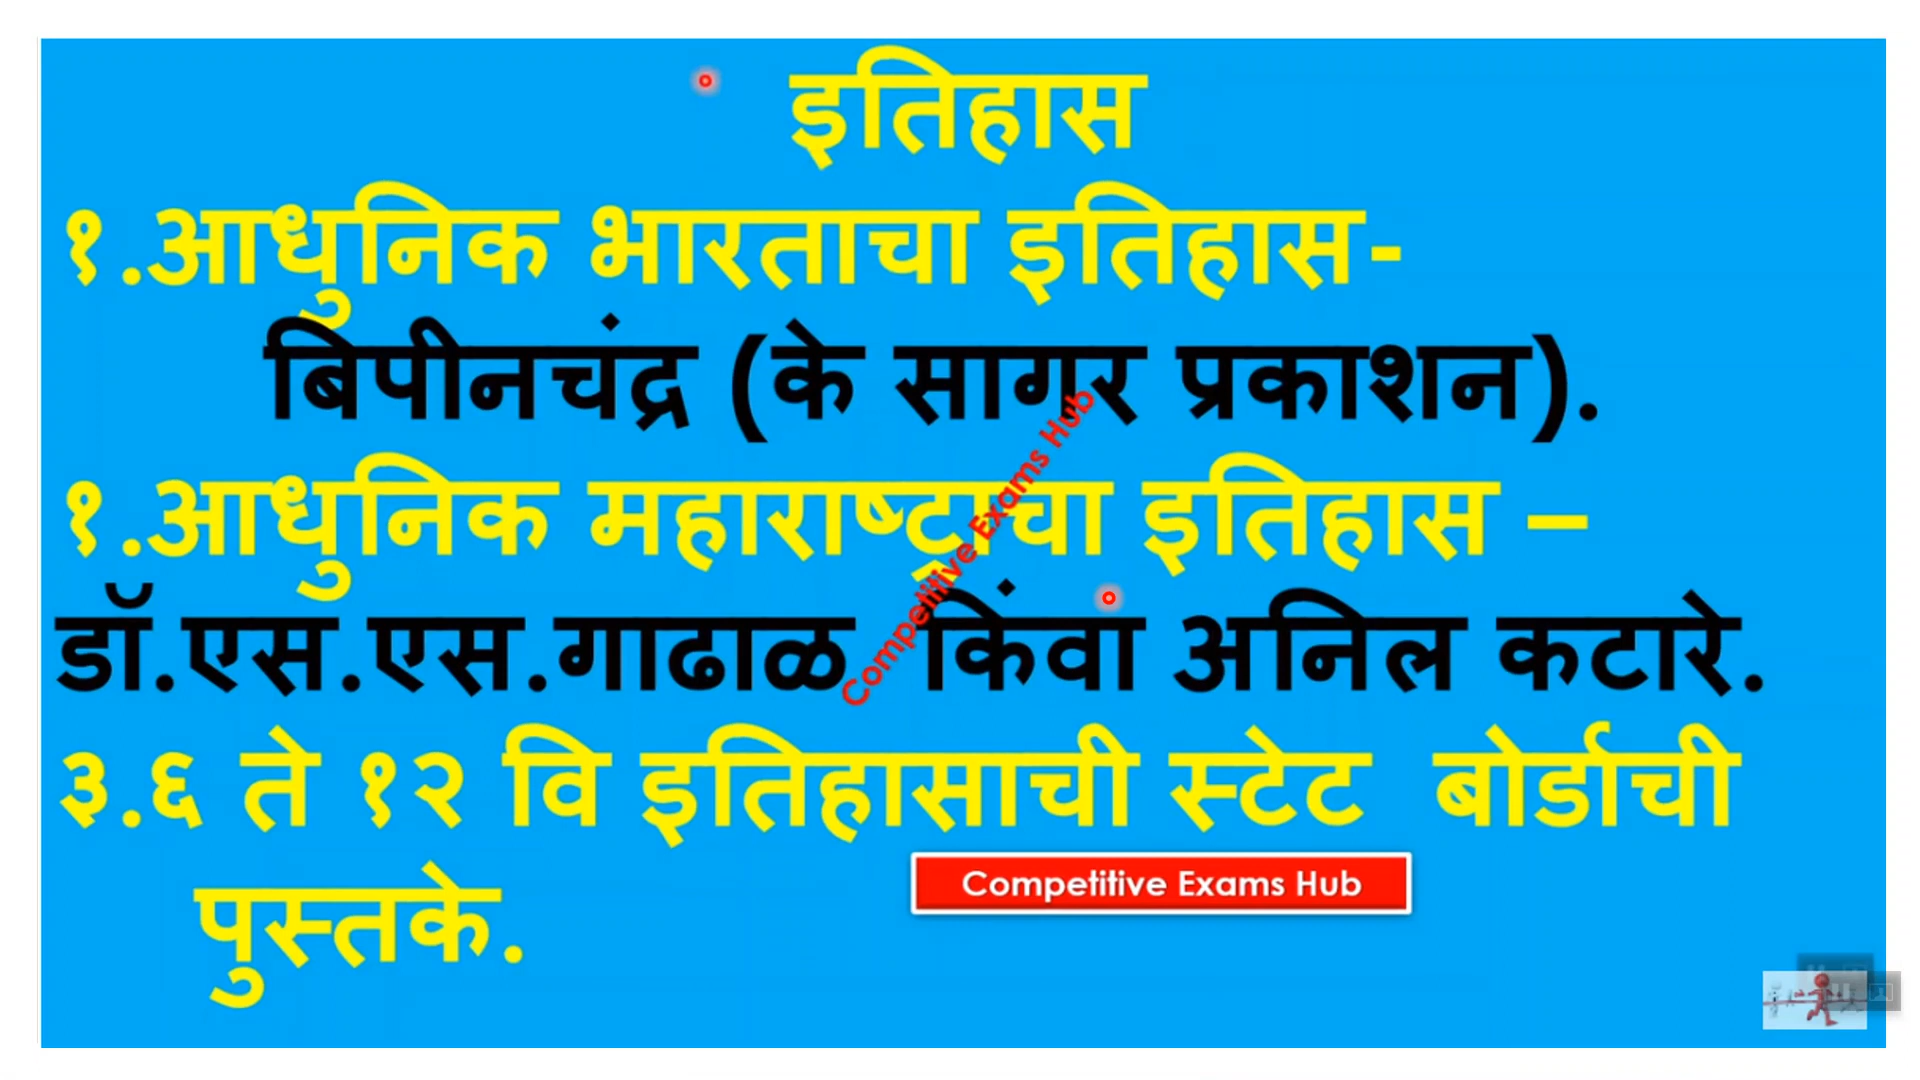 इतिहास
१.आधुनिक भारताचा इतिहास-
बिपीनचंद्र (के सागर प्रकाशन).
१.आधुनिक महाराष्ट्राचा इतिहास –
डॉ.एस.एस.गाढाळ किंवा अनिल कटारे.
३.६ ते १२ वि इतिहासाची स्टेट बोर्डाची
पुस्तके.
Competitive Exams Hub
Competitive Exams Hub